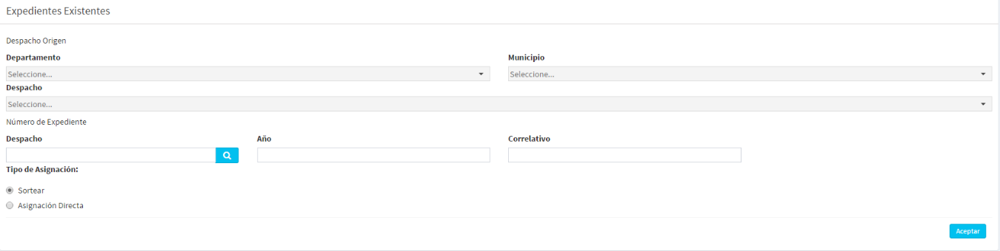 Expedientes Existentes
Despacho Origen
Departamento Municipio
Seleccione... Seleccione...
Despacho
Seleccione...
Número de Expediente
Despacho Año Correlativo
Tipo de Asignación:
Sortear
Asignación Directa
Aceptar